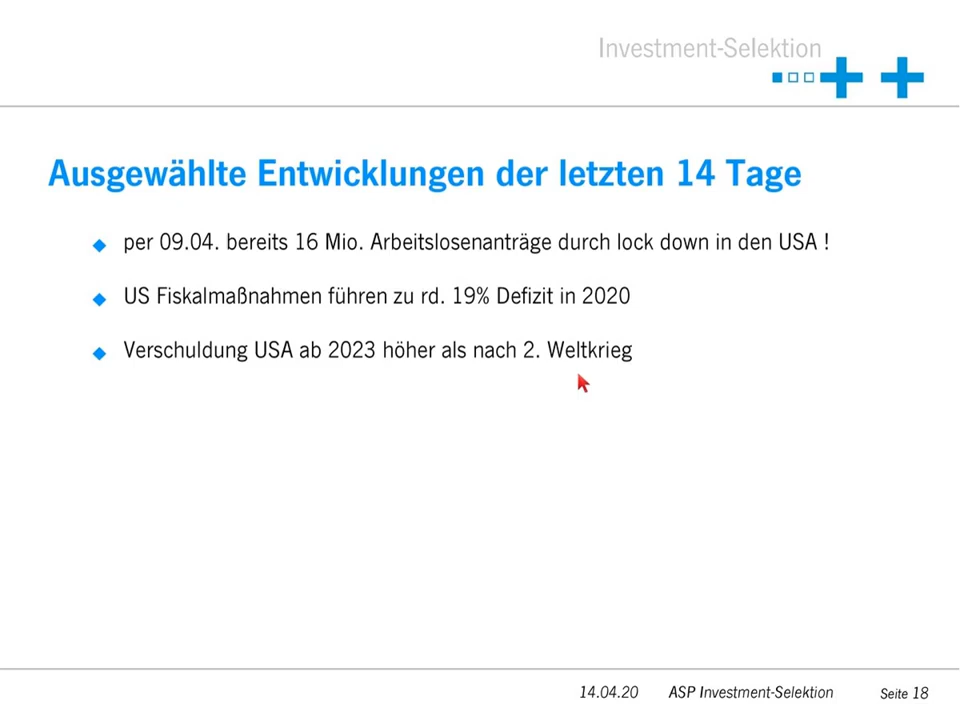 Investment-Selektion
Ausgewählte Entwicklungen der letzten 14 Tage
per 09.04. bereits 16 Mio. Arbeitslosenanträge durch lock down in den USA !
US Fiskalmaßnahmen führen zu rd. 19% Defizit in 2020
Verschuldung USA ab 2023 höher als nach 2. Weltkrieg
14.04.20 ASP Investment-Selektion Seite 18